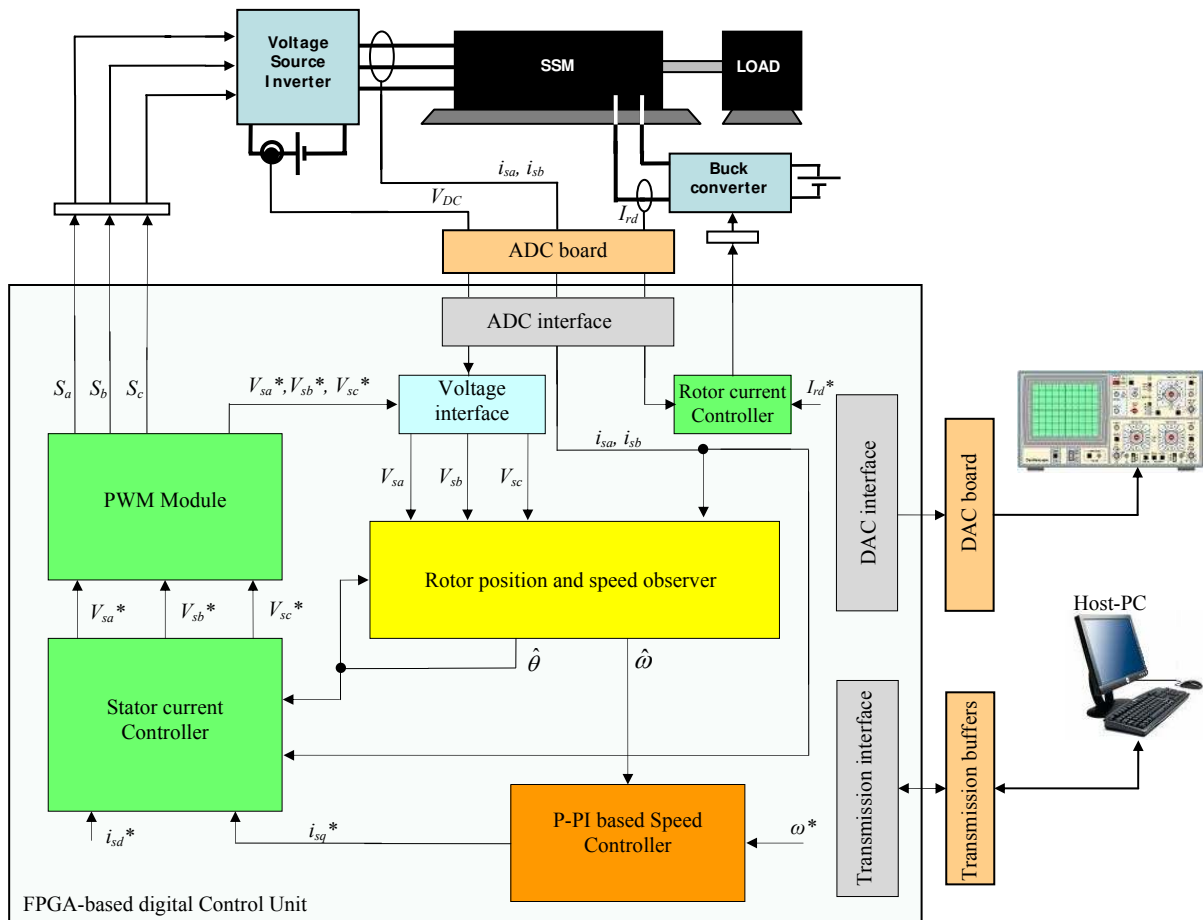 Voltage
Source
Inverter
SSM
LOAD
Buck
converter
i_sa, i_sb
V_DC
I_rd
ADC board
ADC interface
S_a
S_b
S_c
V_sa*, V_sb*, V_sc*
Voltage
interface
Rotor current
Controller
I_rd*
i_sa, i_sb
V_sa
V_sb
V_sc
PWM Module
Rotor position and speed observer
DAC interface
DAC board
V_sa*
V_sb*
V_sc*
Host-PC
θ̂
ω̂
Stator current
Controller
Transmission interface
Transmission buffers
P-PI based Speed
Controller
i_sd*
i_sq*
ω*
FPGA-based digital Control Unit